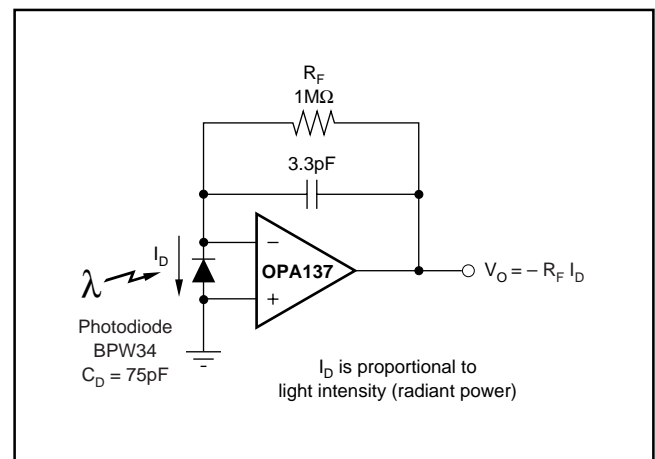 R_F
1MΩ
3.3pF
I_D
–
OPA137
+
λ
V_O = – R_F I_D
Photodiode
BPW34
C_D = 75pF
I_D is proportional to
light intensity (radiant power)